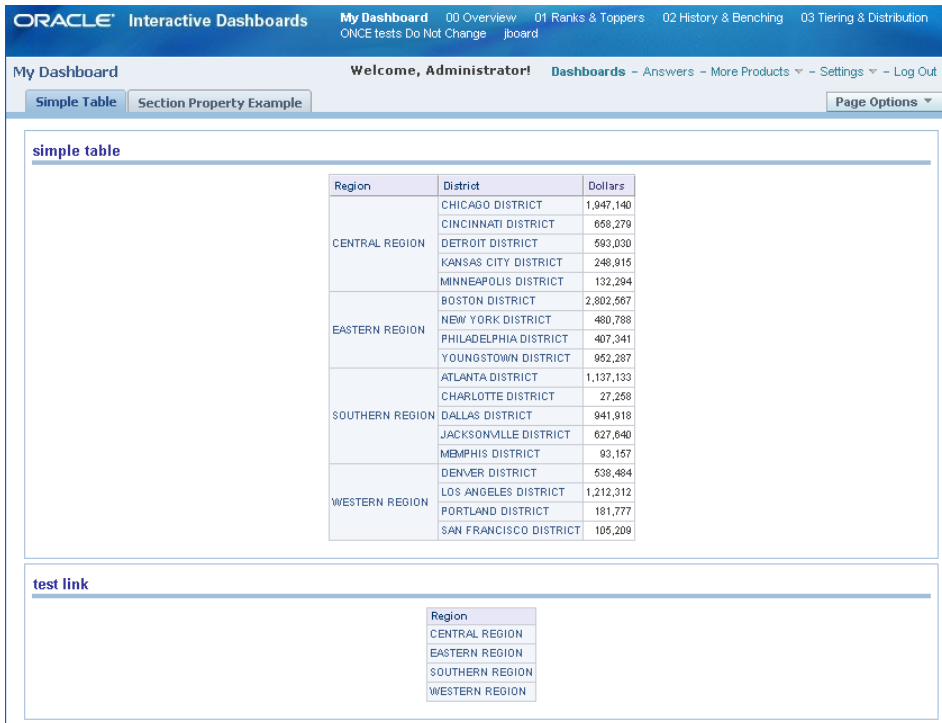 ORACLE Interactive Dashboards
My Dashboard 00 Overview 01 Ranks & Toppers 02 History & Benching 03 Tiering & Distribution
ONCE tests Do Not Change jboard
My Dashboard Welcome, Administrator! Dashboards - Answers - More Products - Settings - Log Out
Simple Table Section Property Example Page Options
simple table
Region District Dollars
CENTRAL REGION
CHICAGO DISTRICT 1,947,140
CINCINNATI DISTRICT 658,279
DETROIT DISTRICT 593,030
KANSAS CITY DISTRICT 248,915
MINNEAPOLIS DISTRICT 132,294
EASTERN REGION
BOSTON DISTRICT 2,802,567
NEW YORK DISTRICT 480,788
PHILADELPHIA DISTRICT 407,341
YOUNGSTOWN DISTRICT 952,287
SOUTHERN REGION
ATLANTA DISTRICT 1,137,133
CHARLOTTE DISTRICT 27,258
DALLAS DISTRICT 941,918
JACKSONVILLE DISTRICT 627,640
MEMPHIS DISTRICT 93,157
WESTERN REGION
DENVER DISTRICT 538,484
LOS ANGELES DISTRICT 1,212,312
PORTLAND DISTRICT 181,777
SAN FRANCISCO DISTRICT 105,209
test link
Region
CENTRAL REGION
EASTERN REGION
SOUTHERN REGION
WESTERN REGION